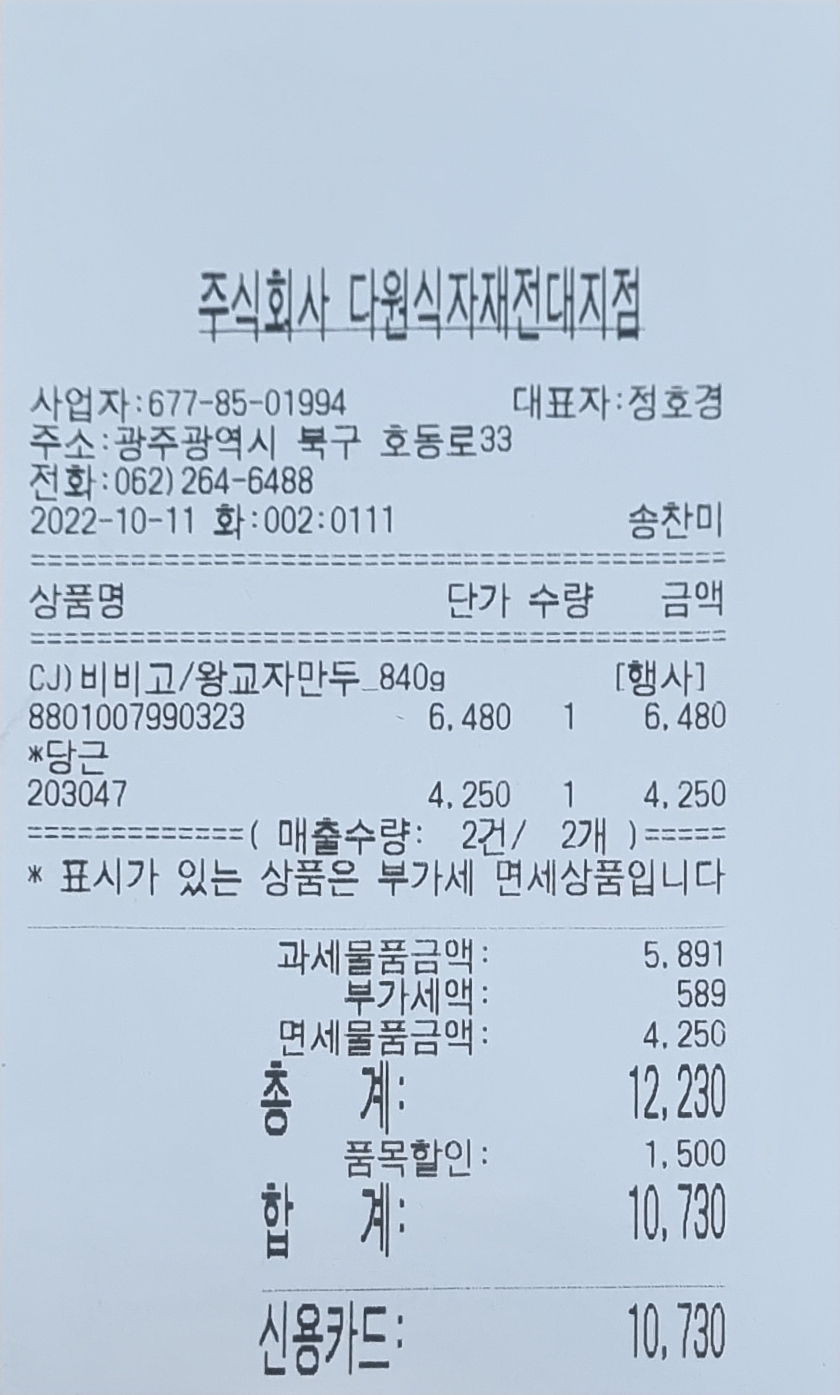 주식회사 다원식자재전대지점
사업자:677-85-01994 대표자:정호경
주소:광주광역시 북구 호동로33
전화:062)264-6488
2022-10-11 화:002:0111 송찬미
==========================================
상품명 단가 수량 금액
==========================================
CJ)비비고/왕교자만두_840g [행사]
8801007990323 6,480 1 6,480
*당근
203047 4,250 1 4,250
=============( 매출수량: 2건/ 2개 )=====
* 표시가 있는 상품은 부가세 면세상품입니다
과세물품금액: 5,891
부가세액: 589
면세물품금액: 4,250
총 계: 12,230
품목할인: 1,500
합 계: 10,730
신용카드: 10,730